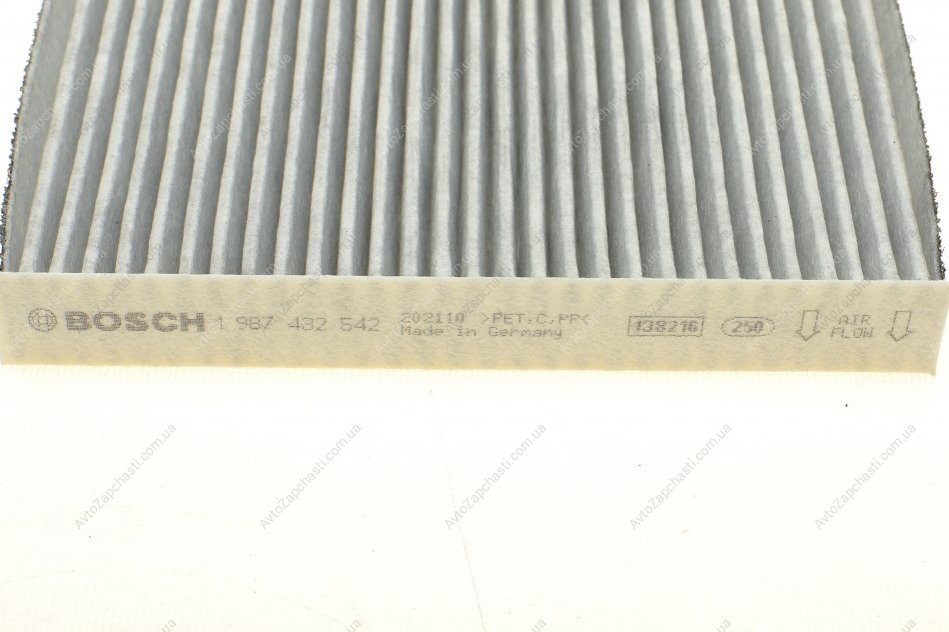 BOSCH 1 987 432 542 202110 >PET.C.PP< 138216 250 AIR
Made in Germany FLOW
AvtoZapchasti.com.ua